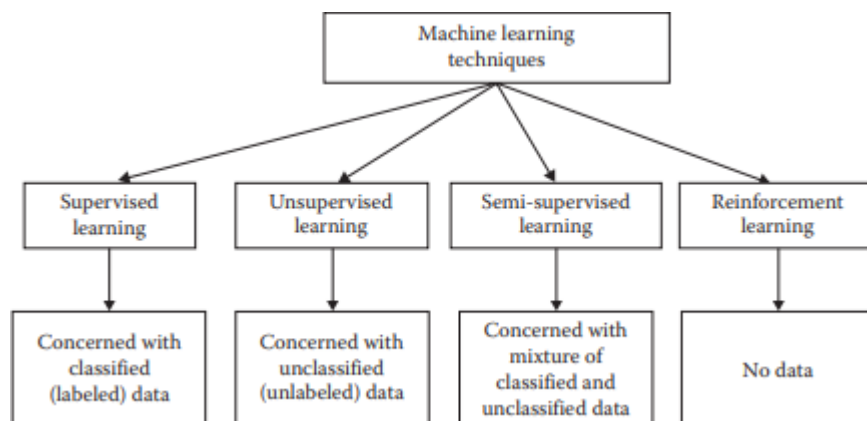 Machine learning
techniques
Supervised
learning
Unsupervised
learning
Semi-supervised
learning
Reinforcement
learning
Concerned with
classified
(labeled) data
Concerned with
unclassified
(unlabeled) data
Concerned with
mixture of
classified and
unclassified data
No data